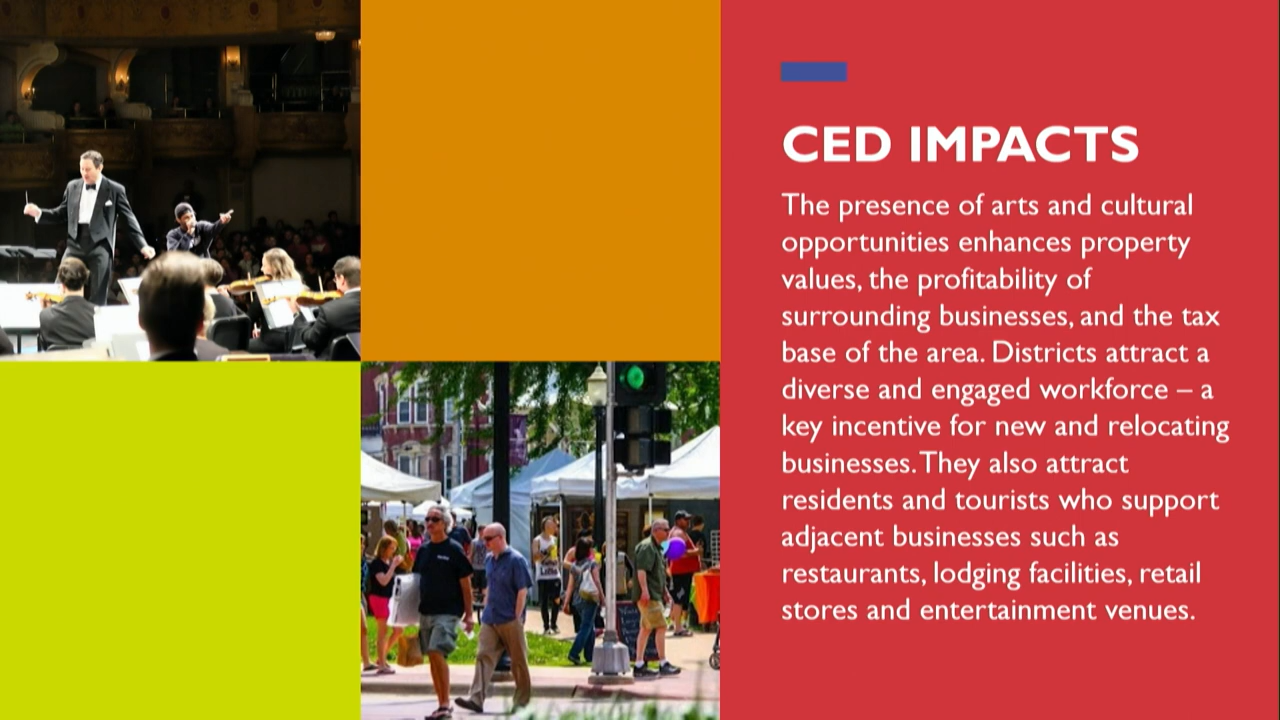 CED IMPACTS
The presence of arts and cultural
opportunities enhances property
values, the profitability of
surrounding businesses, and the tax
base of the area. Districts attract a
diverse and engaged workforce – a
key incentive for new and relocating
businesses. They also attract
residents and tourists who support
adjacent businesses such as
restaurants, lodging facilities, retail
stores and entertainment venues.